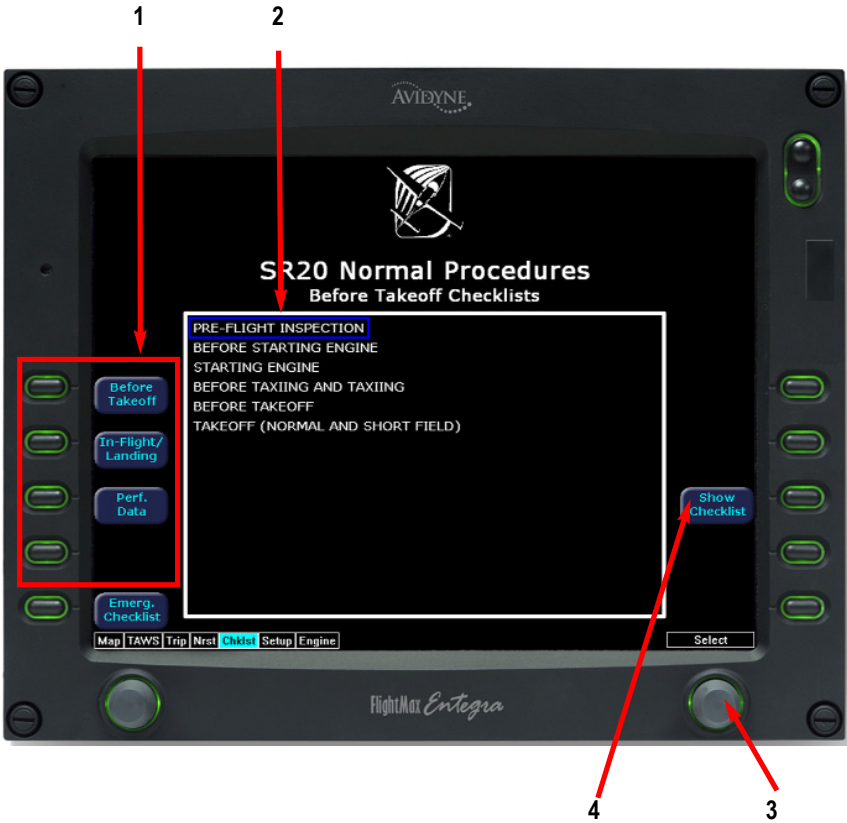 1
2
AVIDYNE
SR20 Normal Procedures
Before Takeoff Checklists
PRE-FLIGHT INSPECTION
BEFORE STARTING ENGINE
STARTING ENGINE
BEFORE TAXIING AND TAXIING
BEFORE TAKEOFF
TAKEOFF (NORMAL AND SHORT FIELD)
Before
Takeoff
In-Flight/
Landing
Perf.
Data
Show
Checklist
Emerg.
Checklist
Map TAWS Trip Nrst Chklst Setup Engine
Select
FlightMax Entegra
4
3